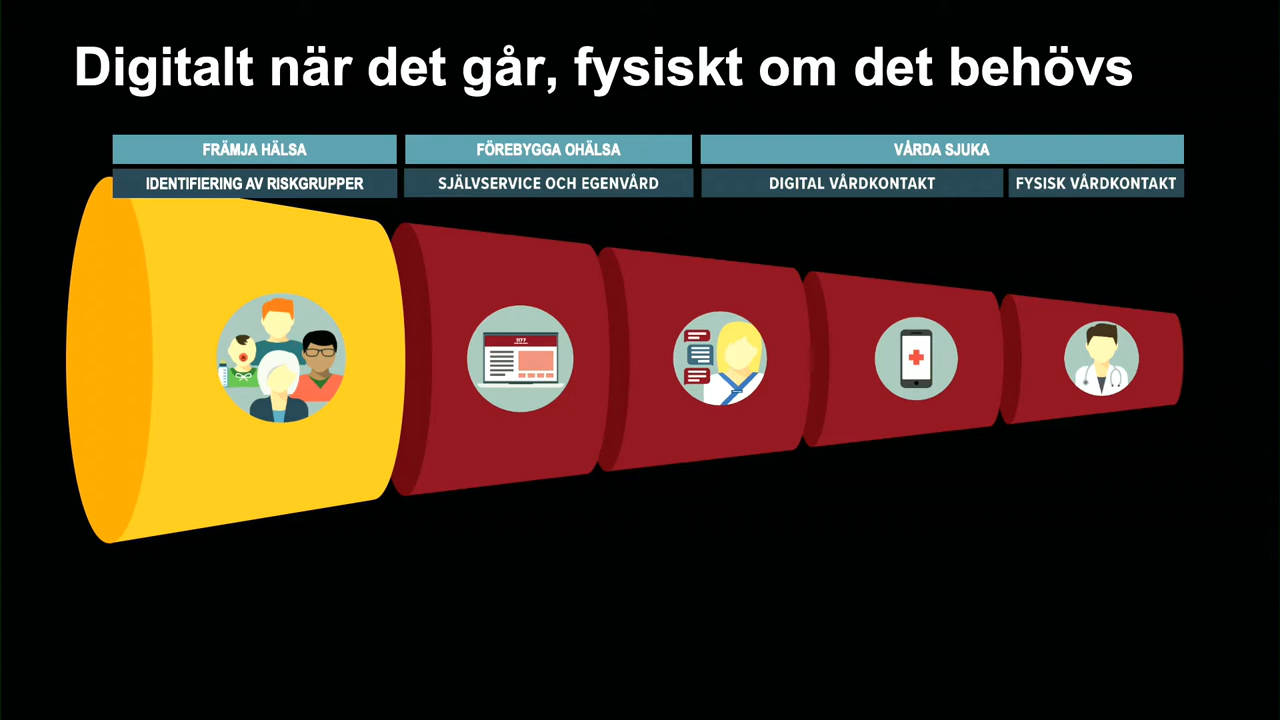 Digitalt när det går, fysiskt om det behövs
FRÄMJA HÄLSA
FÖREBYGGA OHÄLSA
VÅRDA SJUKA
IDENTIFIERING AV RISKGRUPPER
SJÄLVSERVICE OCH EGENVÅRD
DIGITAL VÅRDKONTAKT
FYSISK VÅRDKONTAKT
1177